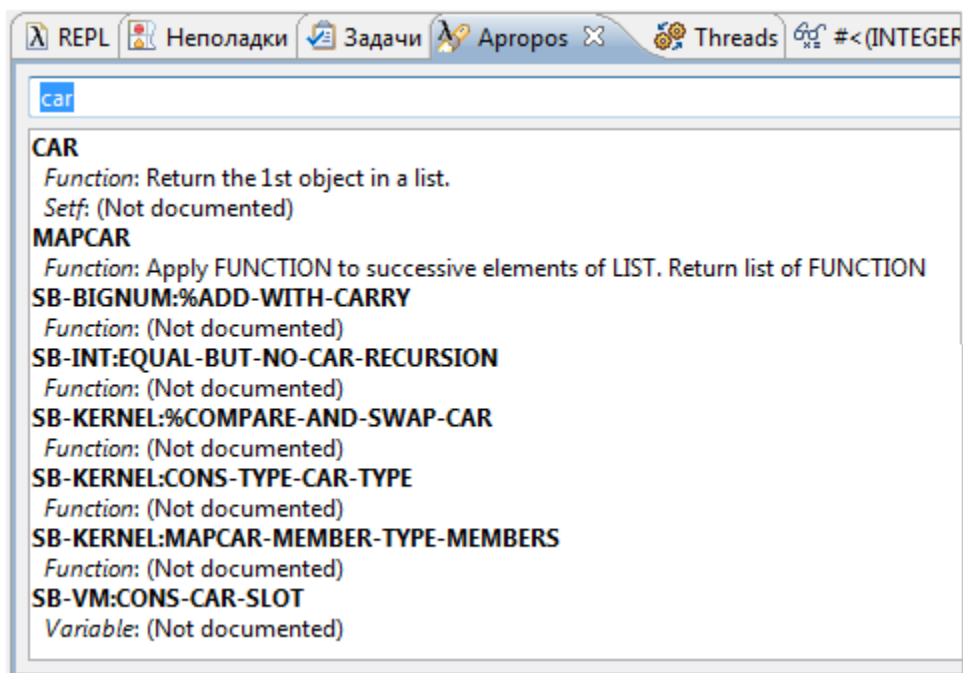 REPL Неполадки Задачи Apropos Threads #<(INTEGER
car
CAR
Function: Return the 1st object in a list.
Setf: (Not documented)
MAPCAR
Function: Apply FUNCTION to successive elements of LIST. Return list of FUNCTION
SB-BIGNUM:%ADD-WITH-CARRY
Function: (Not documented)
SB-INT:EQUAL-BUT-NO-CAR-RECURSION
Function: (Not documented)
SB-KERNEL:%COMPARE-AND-SWAP-CAR
Function: (Not documented)
SB-KERNEL:CONS-TYPE-CAR-TYPE
Function: (Not documented)
SB-KERNEL:MAPCAR-MEMBER-TYPE-MEMBERS
Function: (Not documented)
SB-VM:CONS-CAR-SLOT
Variable: (Not documented)